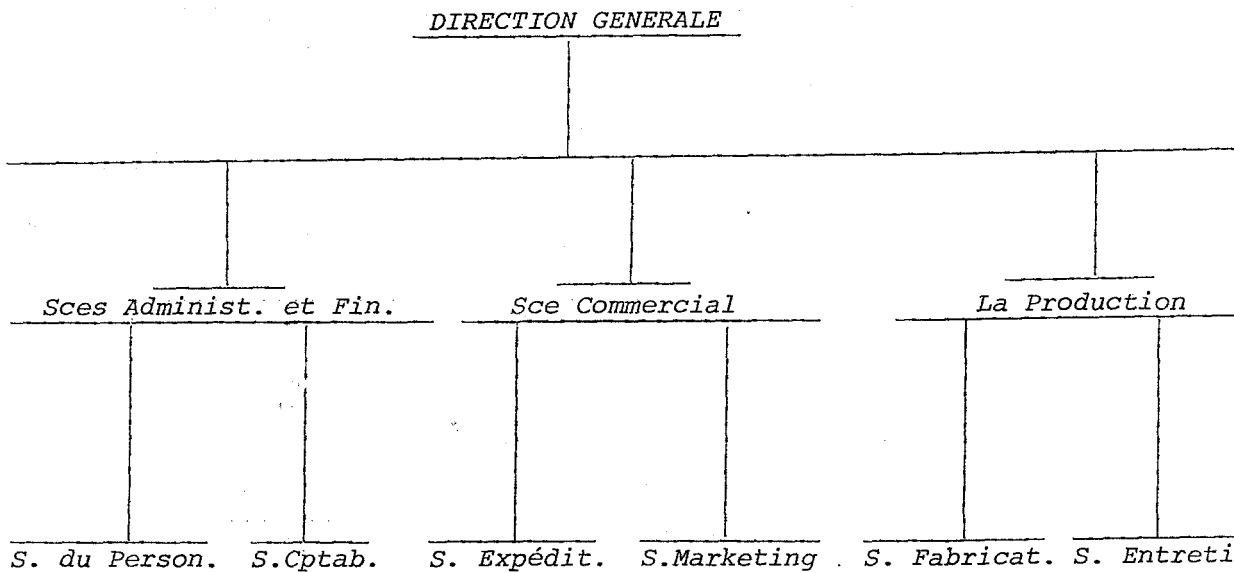 DIRECTION GENERALE
Sces Administ. et Fin. Sce Commercial La Production
S. du Person. S.Cptab. S. Expédit. S.Marketing S. Fabricat. S. Entreti